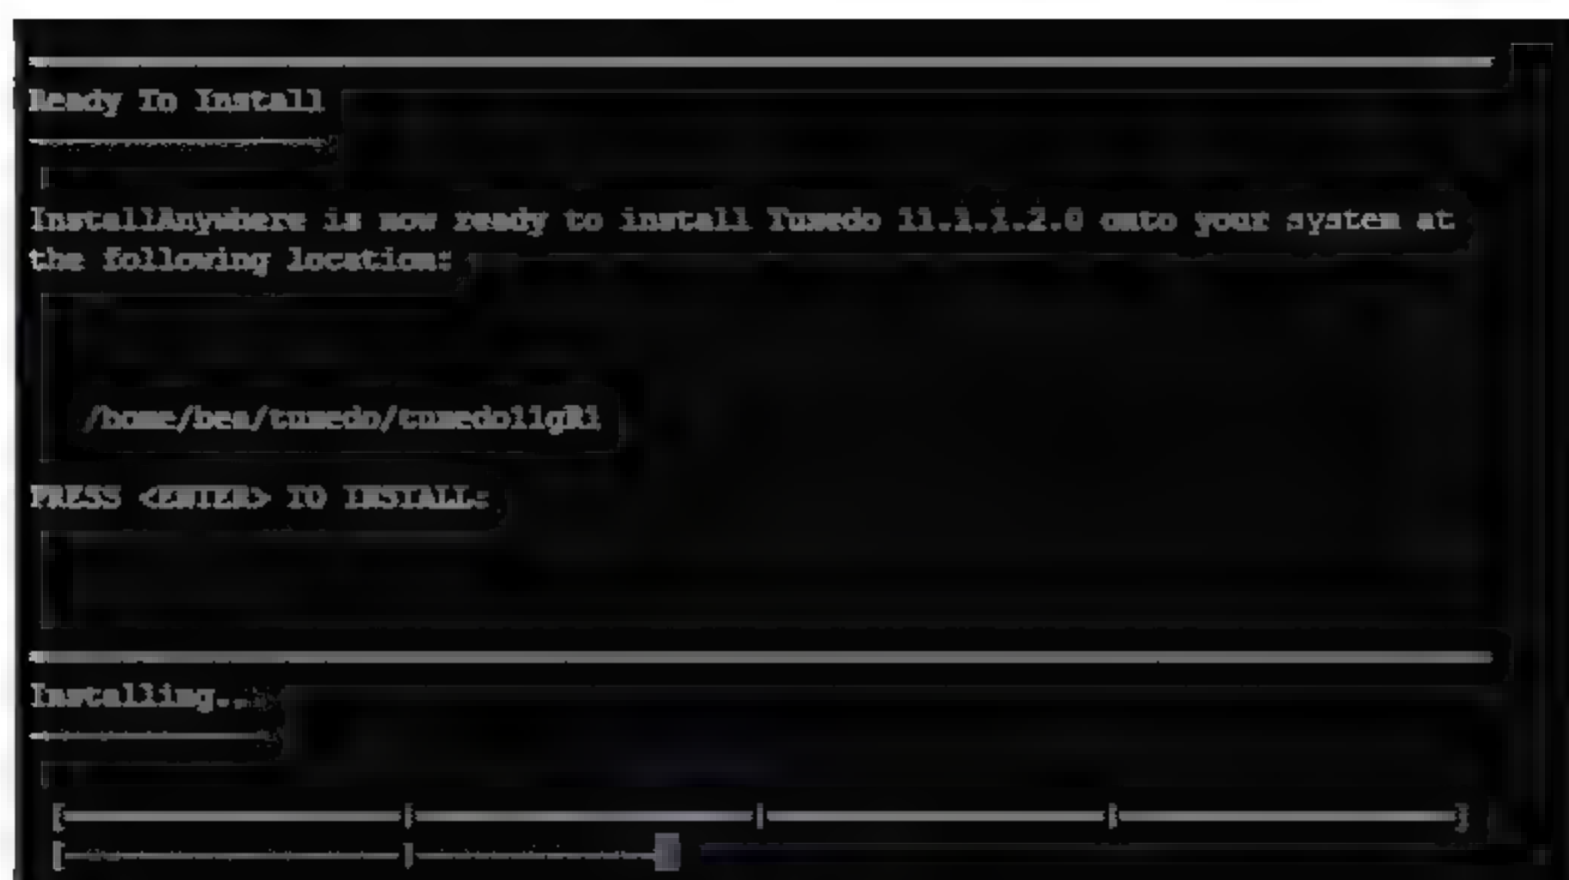 Ready To Install
InstallAnywhere is now ready to install Tuxedo 11.1.1.2.0 onto your system at
the following location:
/home/bea/tuxedo/tuxedo11gR1
PRESS <ENTER> TO INSTALL:
Installing...